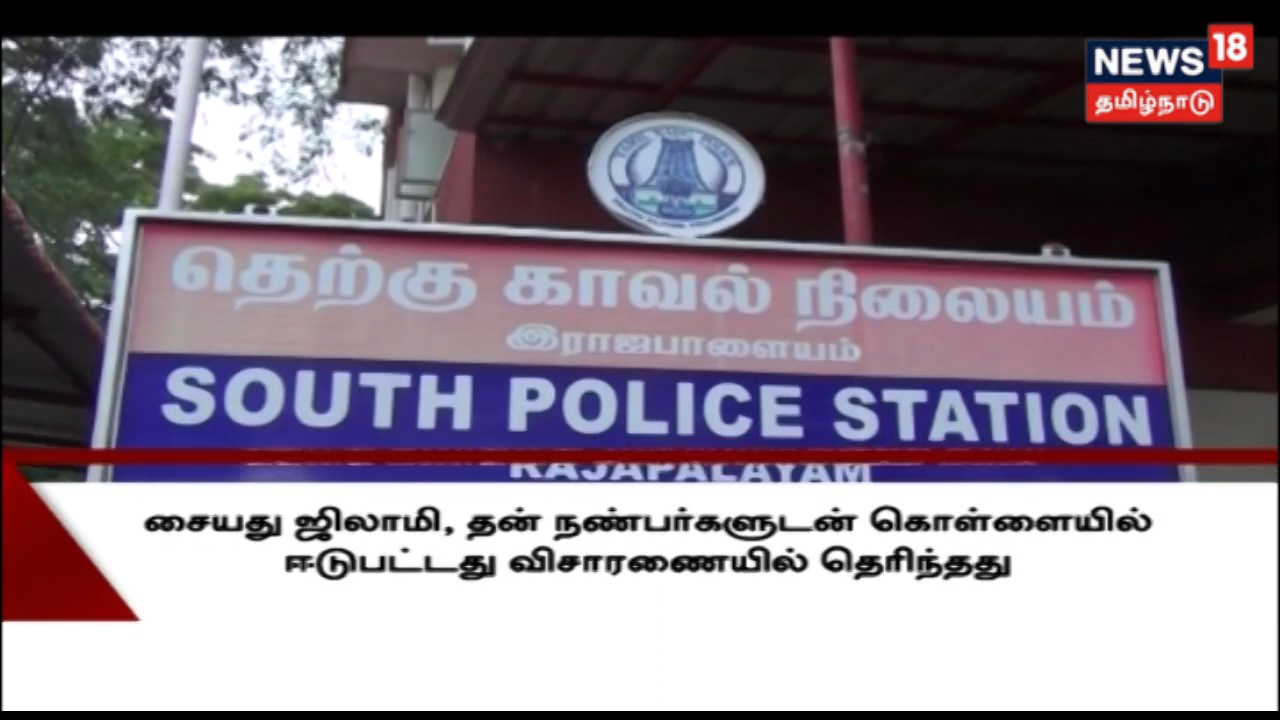 NEWS 18
தமிழ்நாடு
தெற்கு காவல் நிலையம்
இராஜபாளையம்
SOUTH POLICE STATION
RAJAPALAYAM
சையது ஜிலாமி, தன் நண்பர்களுடன் கொள்ளையில்
ஈடுபட்டது விசாரணையில் தெரிந்தது